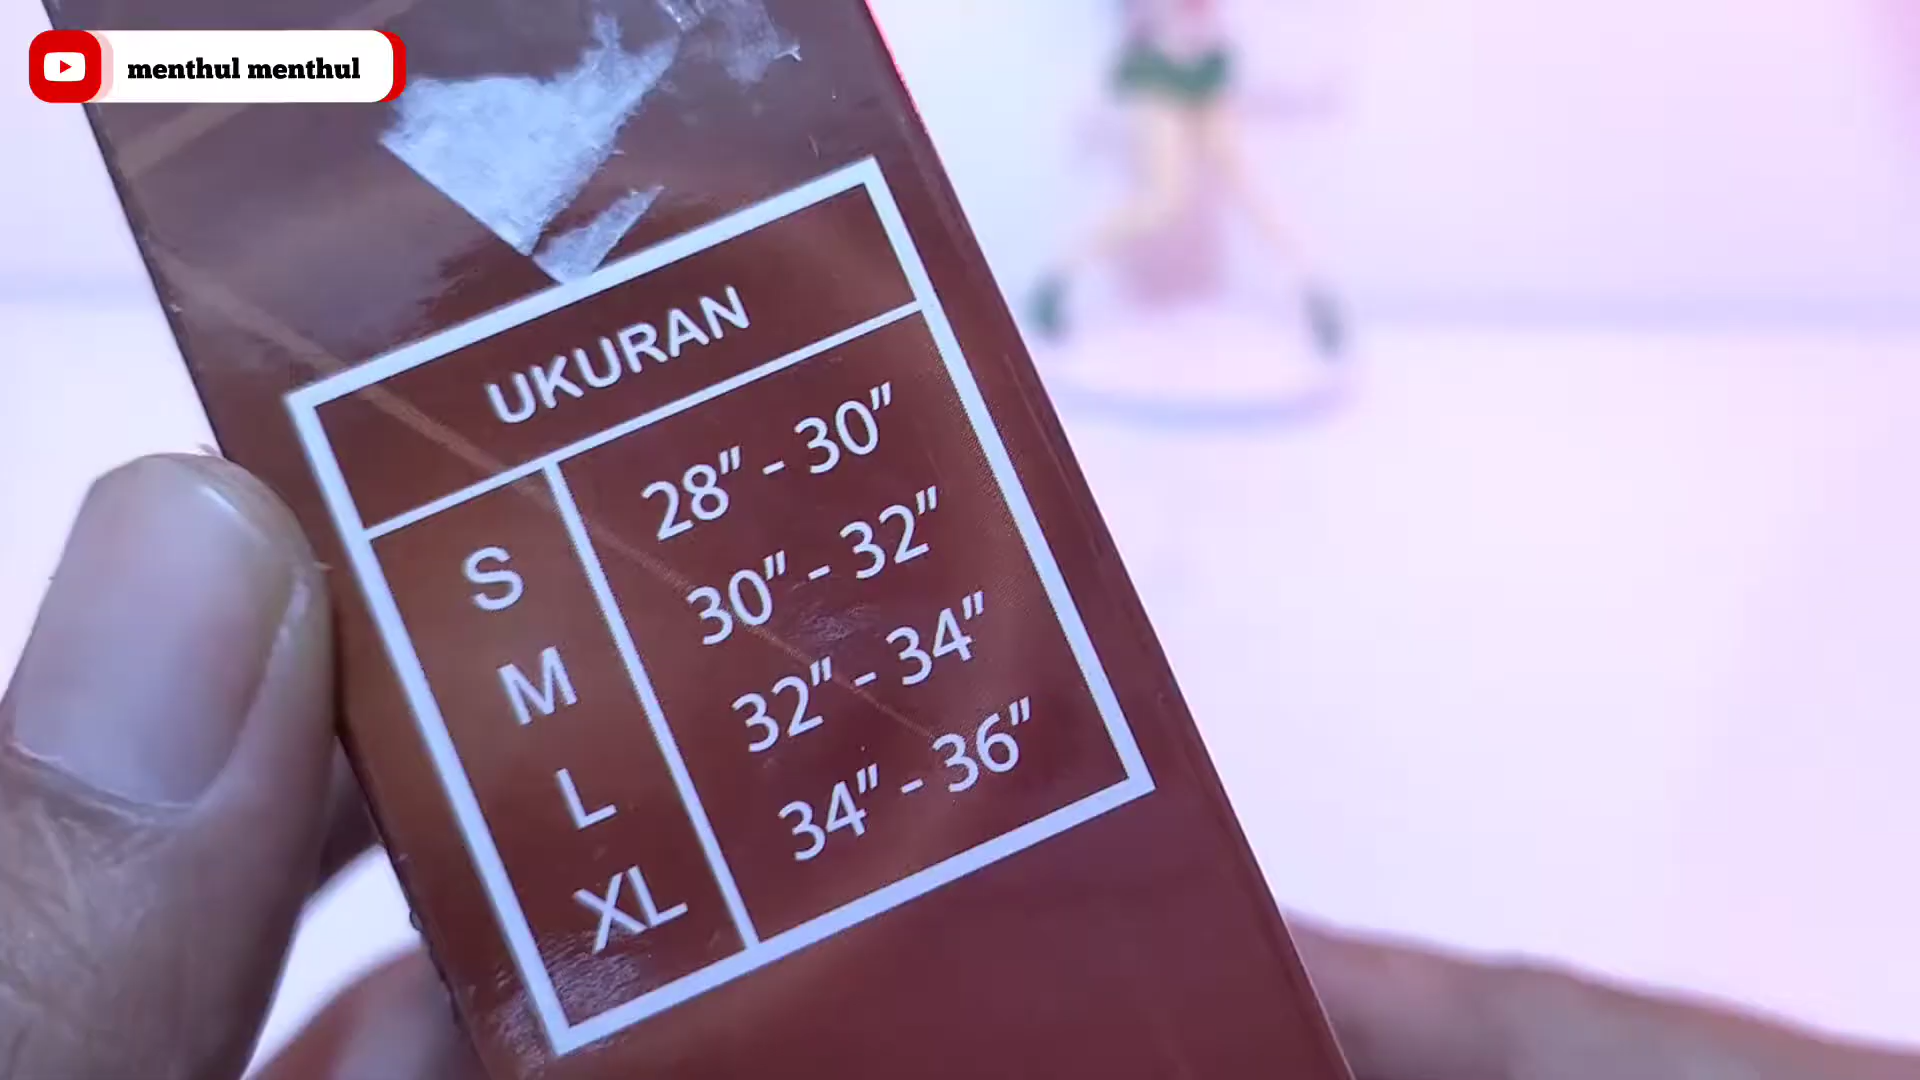 menthul menthul
UKURAN
S 28" - 30"
M 30" - 32"
L 32" - 34"
XL 34" - 36"